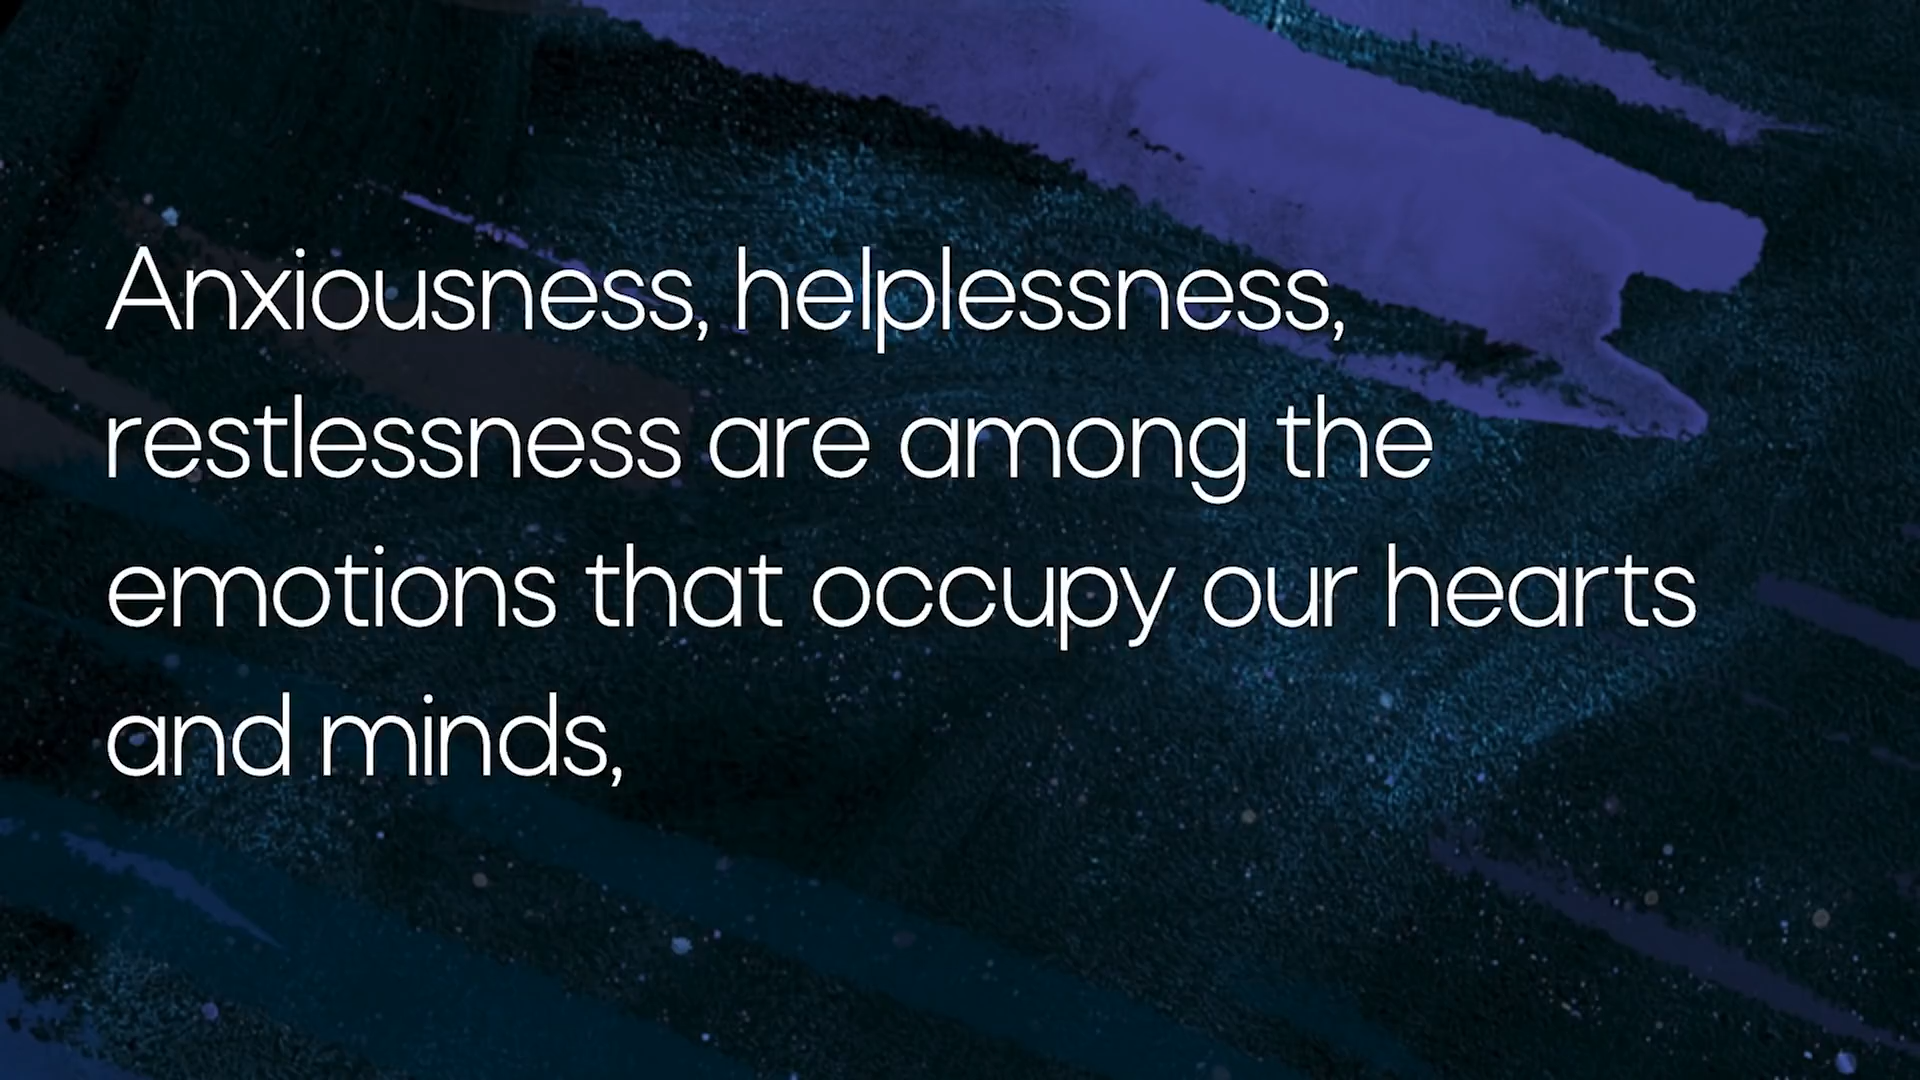 Anxiousness, helplessness,
restlessness are among the
emotions that occupy our hearts
and minds,